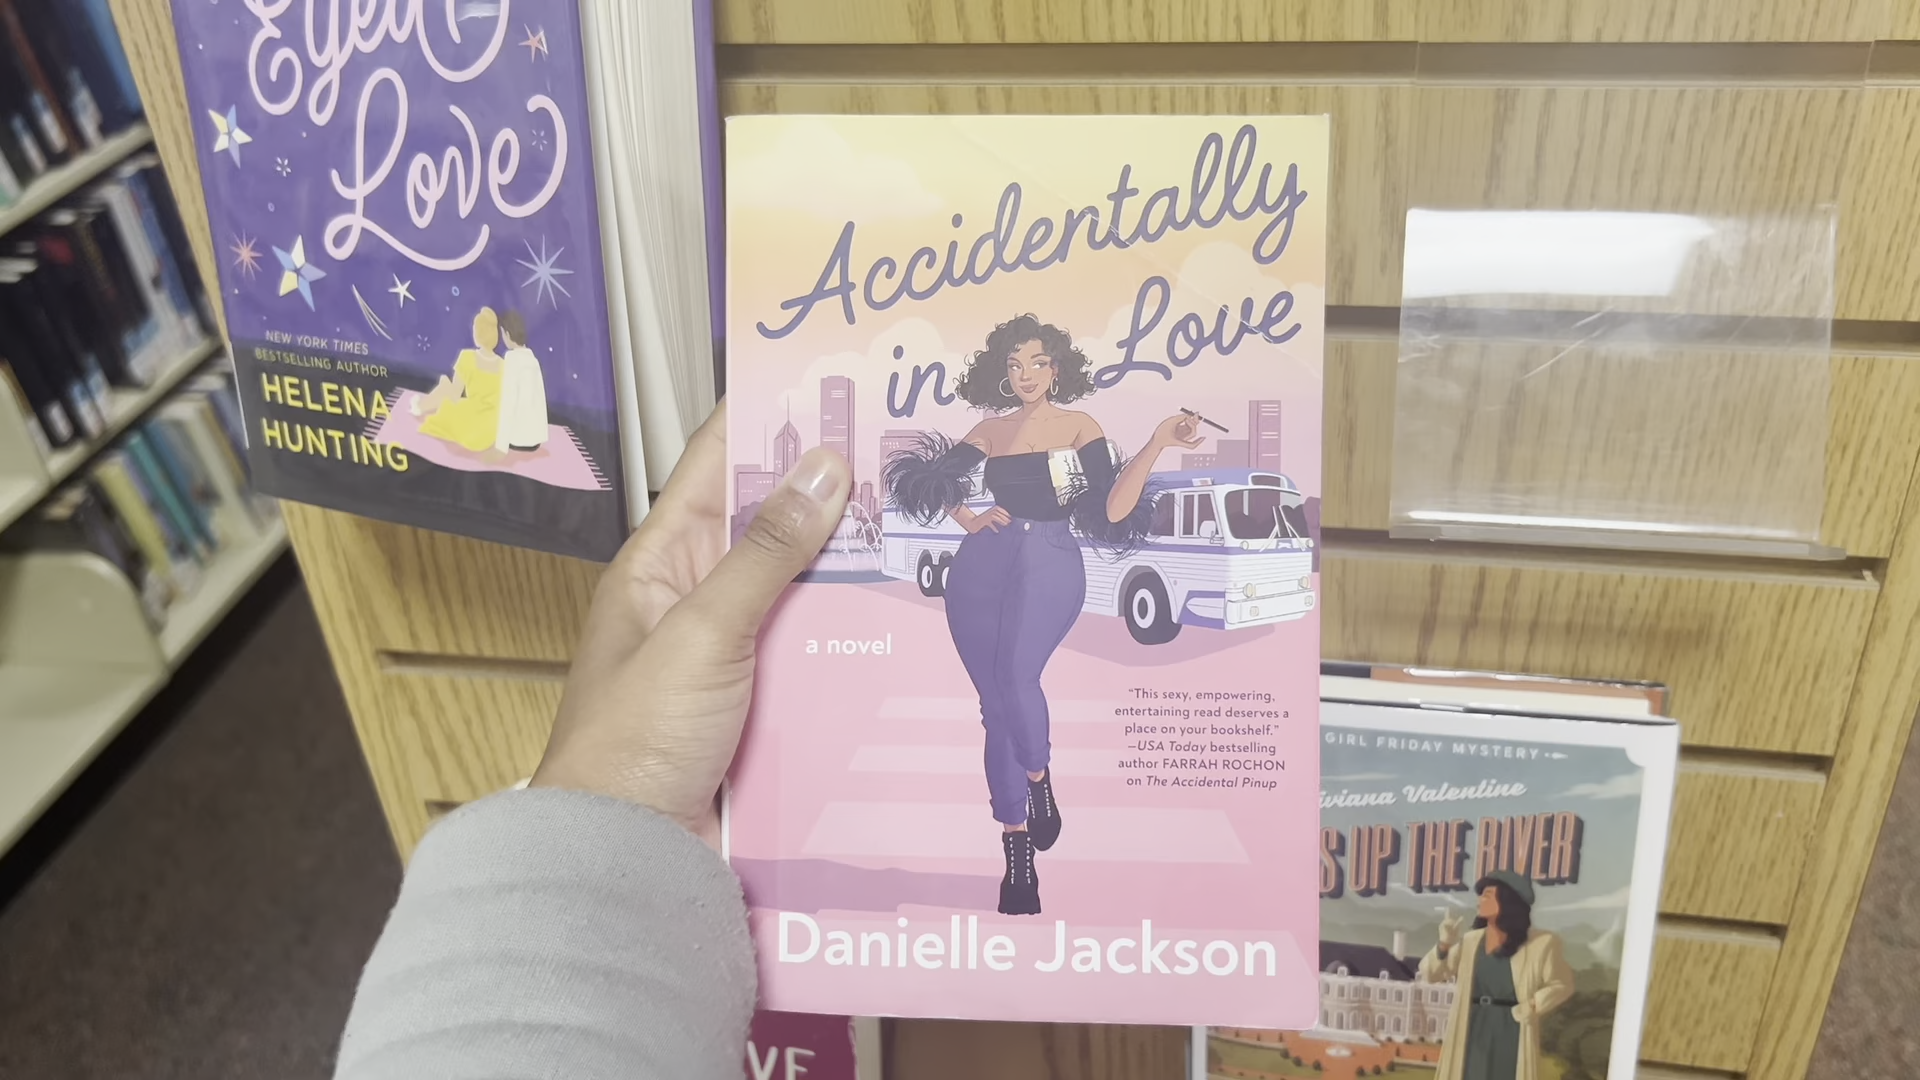 Eyed
Love
NEW YORK TIMES
BESTSELLING AUTHOR
HELENA
HUNTING
Accidentally
in Love
a novel
"This sexy, empowering,
entertaining read deserves a
place on your bookshelf."
—USA Today bestselling
author FARRAH ROCHON
on The Accidental Pinup
Danielle Jackson
GIRL FRIDAY MYSTERY
Valentine
UP THE RIVER